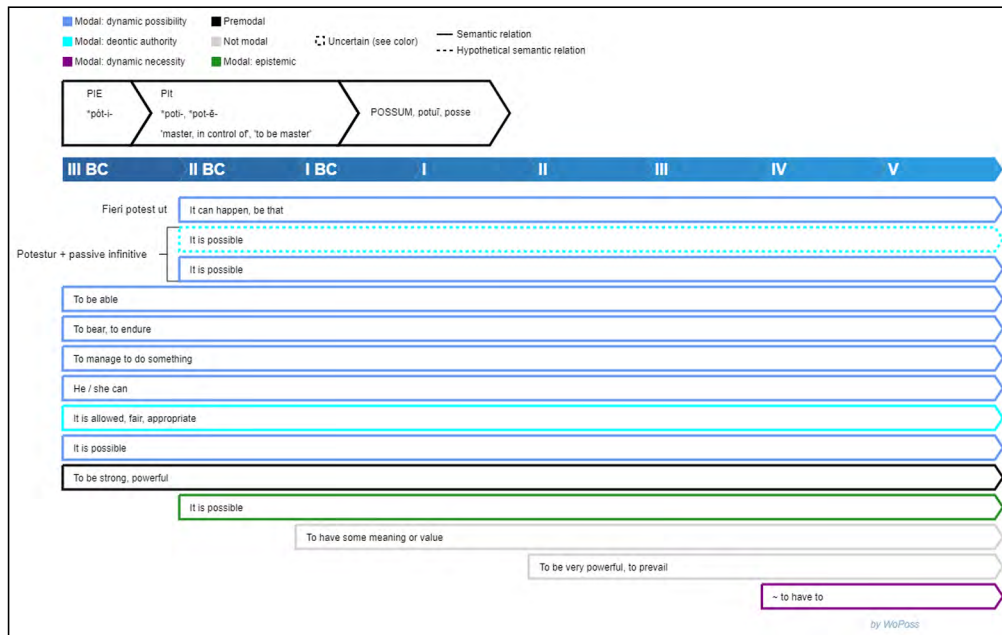 Modal: dynamic possibility
Premodal
Modal: deontic authority
Not modal
Uncertain (see color)
Semantic relation
Hypothetical semantic relation
Modal: dynamic necessity
Modal: epistemic
PIE
*pót-i-
PIt
*poti-, *pot-ē-
'master, in control of', 'to be master'
POSSUM, potuī, posse
III BC II BC I BC I II III IV V
Fieri potest ut
It can happen, be that
Potestur + passive infinitive
It is possible
It is possible
To be able
To bear, to endure
To manage to do something
He / she can
It is allowed, fair, appropriate
It is possible
To be strong, powerful
It is possible
To have some meaning or value
To be very powerful, to prevail
~ to have to
by WoPoss